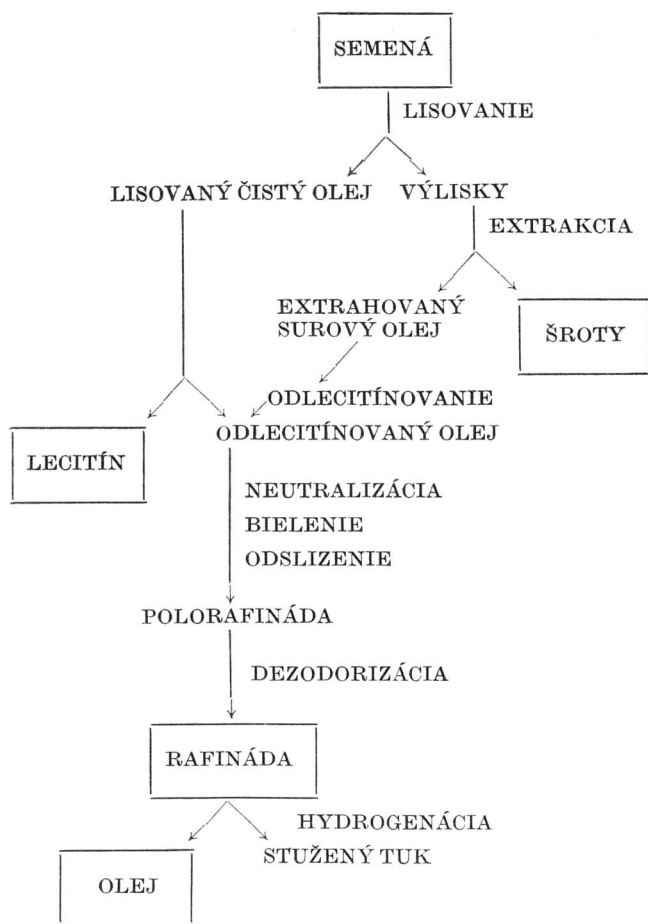 SEMENÁ
LISOVANIE
LISOVANÝ ČISTÝ OLEJ VÝLISKY
EXTRAKCIA
EXTRAHOVANÝ
SUROVÝ OLEJ
ŠROTY
ODLECITÍNOVANIE
ODLECITÍNOVANÝ OLEJ
LECITÍN
NEUTRALIZÁCIA
BIELENIE
ODSLIZENIE
POLORAFINÁDA
DEZODORIZÁCIA
RAFINÁDA
HYDROGENÁCIA
STUŽENÝ TUK
OLEJ